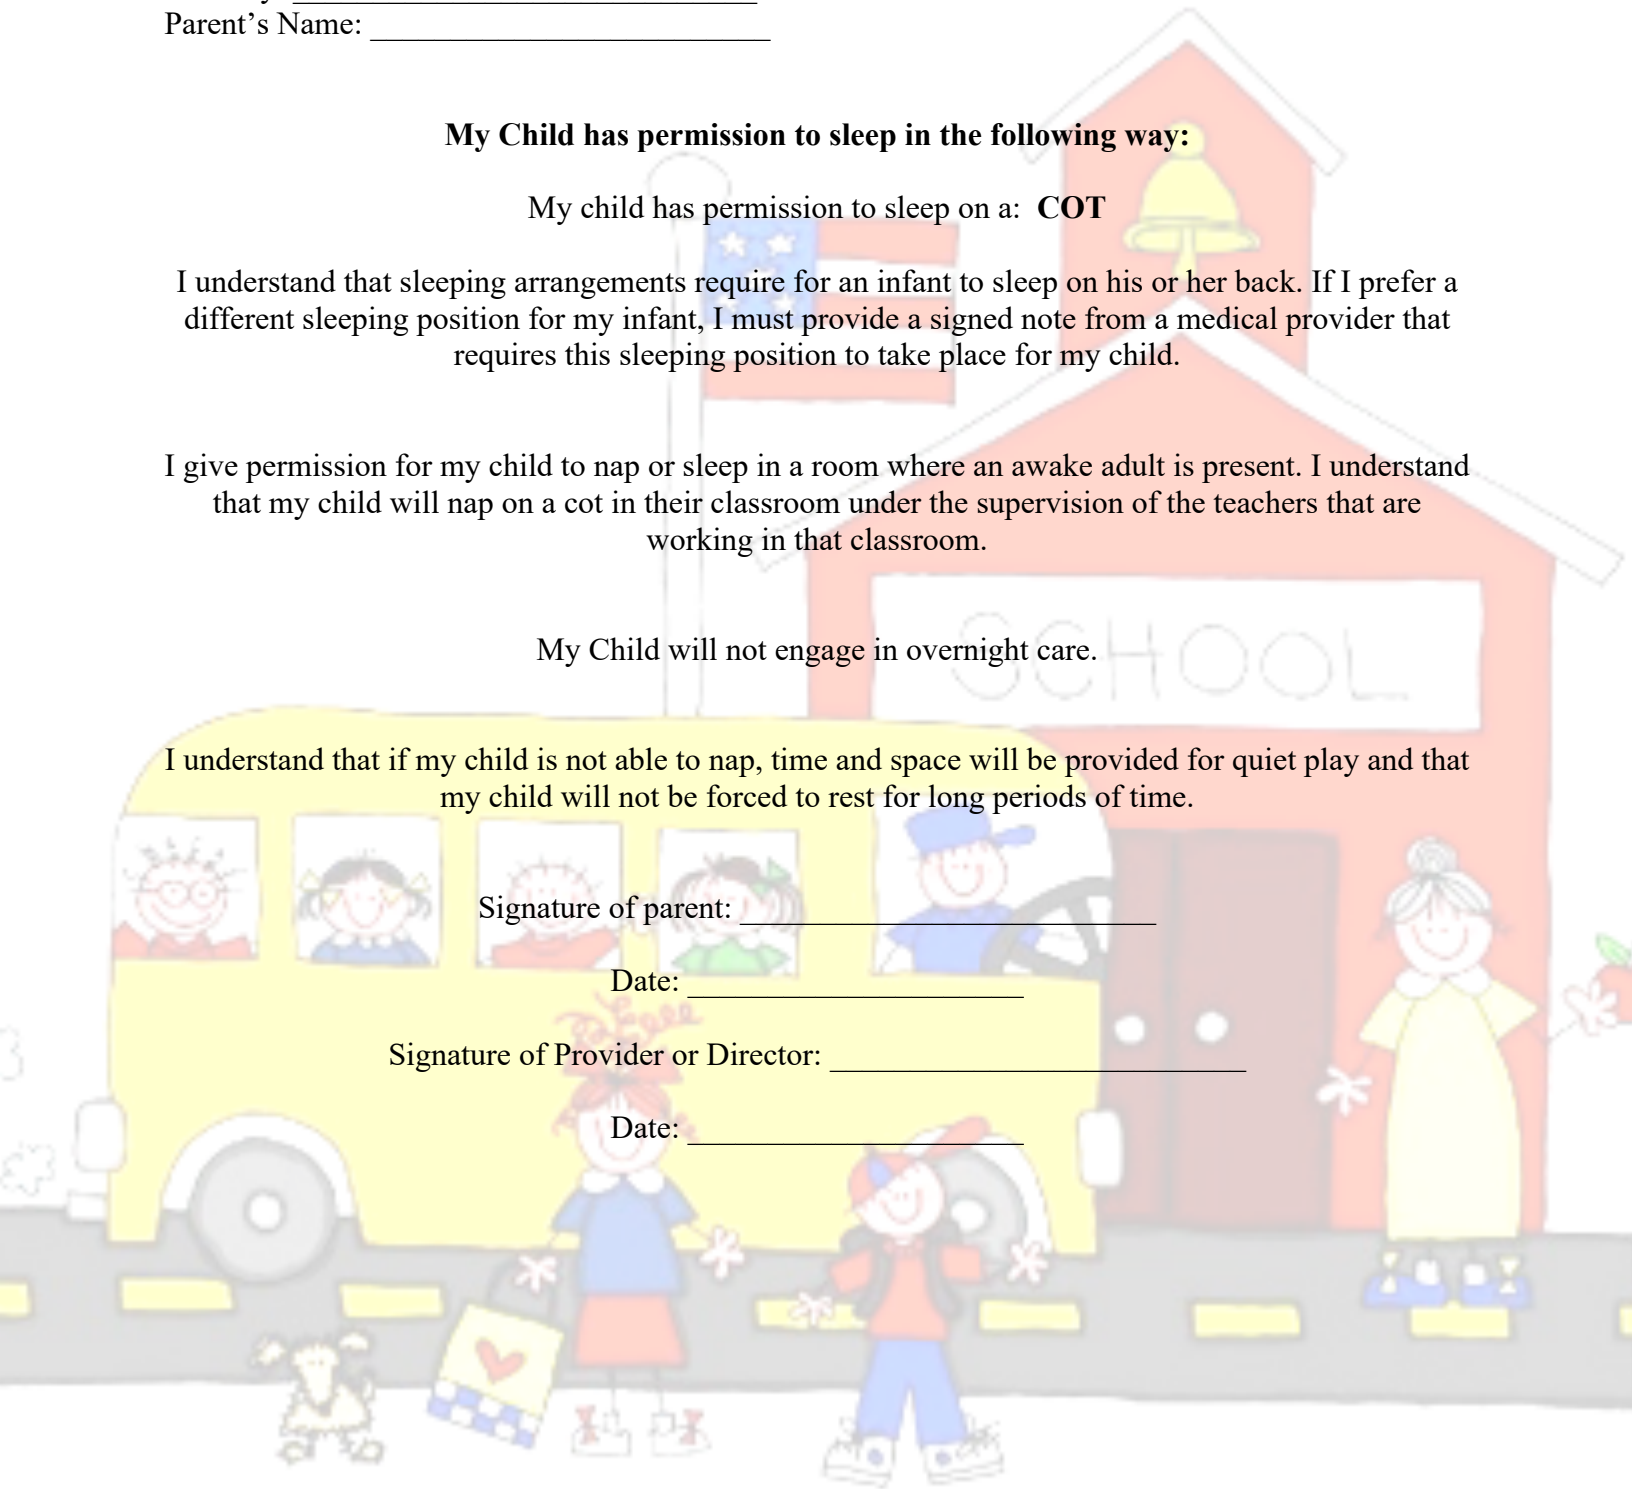 Parent’s Name: _________________________
My Child has permission to sleep in the following way:
My child has permission to sleep on a: COT
I understand that sleeping arrangements require for an infant to sleep on his or her back. If I prefer a
different sleeping position for my infant, I must provide a signed note from a medical provider that
requires this sleeping position to take place for my child.
I give permission for my child to nap or sleep in a room where an awake adult is present. I understand
that my child will nap on a cot in their classroom under the supervision of the teachers that are
working in that classroom.
My Child will not engage in overnight care.
SCHOOL
I understand that if my child is not able to nap, time and space will be provided for quiet play and that
my child will not be forced to rest for long periods of time.
Signature of parent: __________________________
Date: _____________________
Signature of Provider or Director: __________________________
Date: _____________________